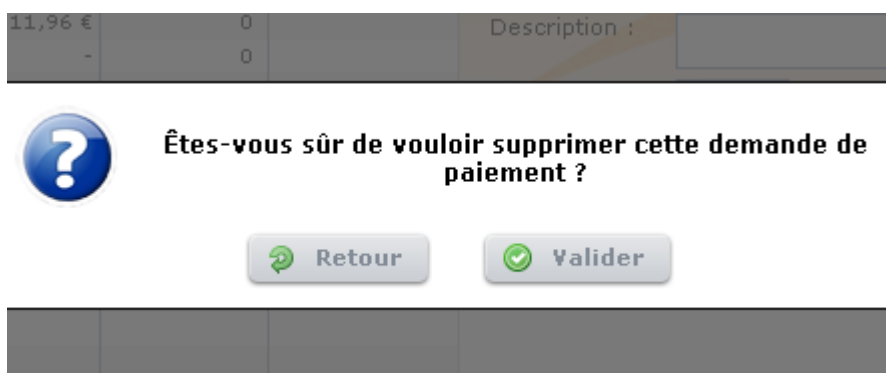 11,96 € 0 Description :
- 0
Êtes-vous sûr de vouloir supprimer cette demande de
paiement ?
Retour Valider